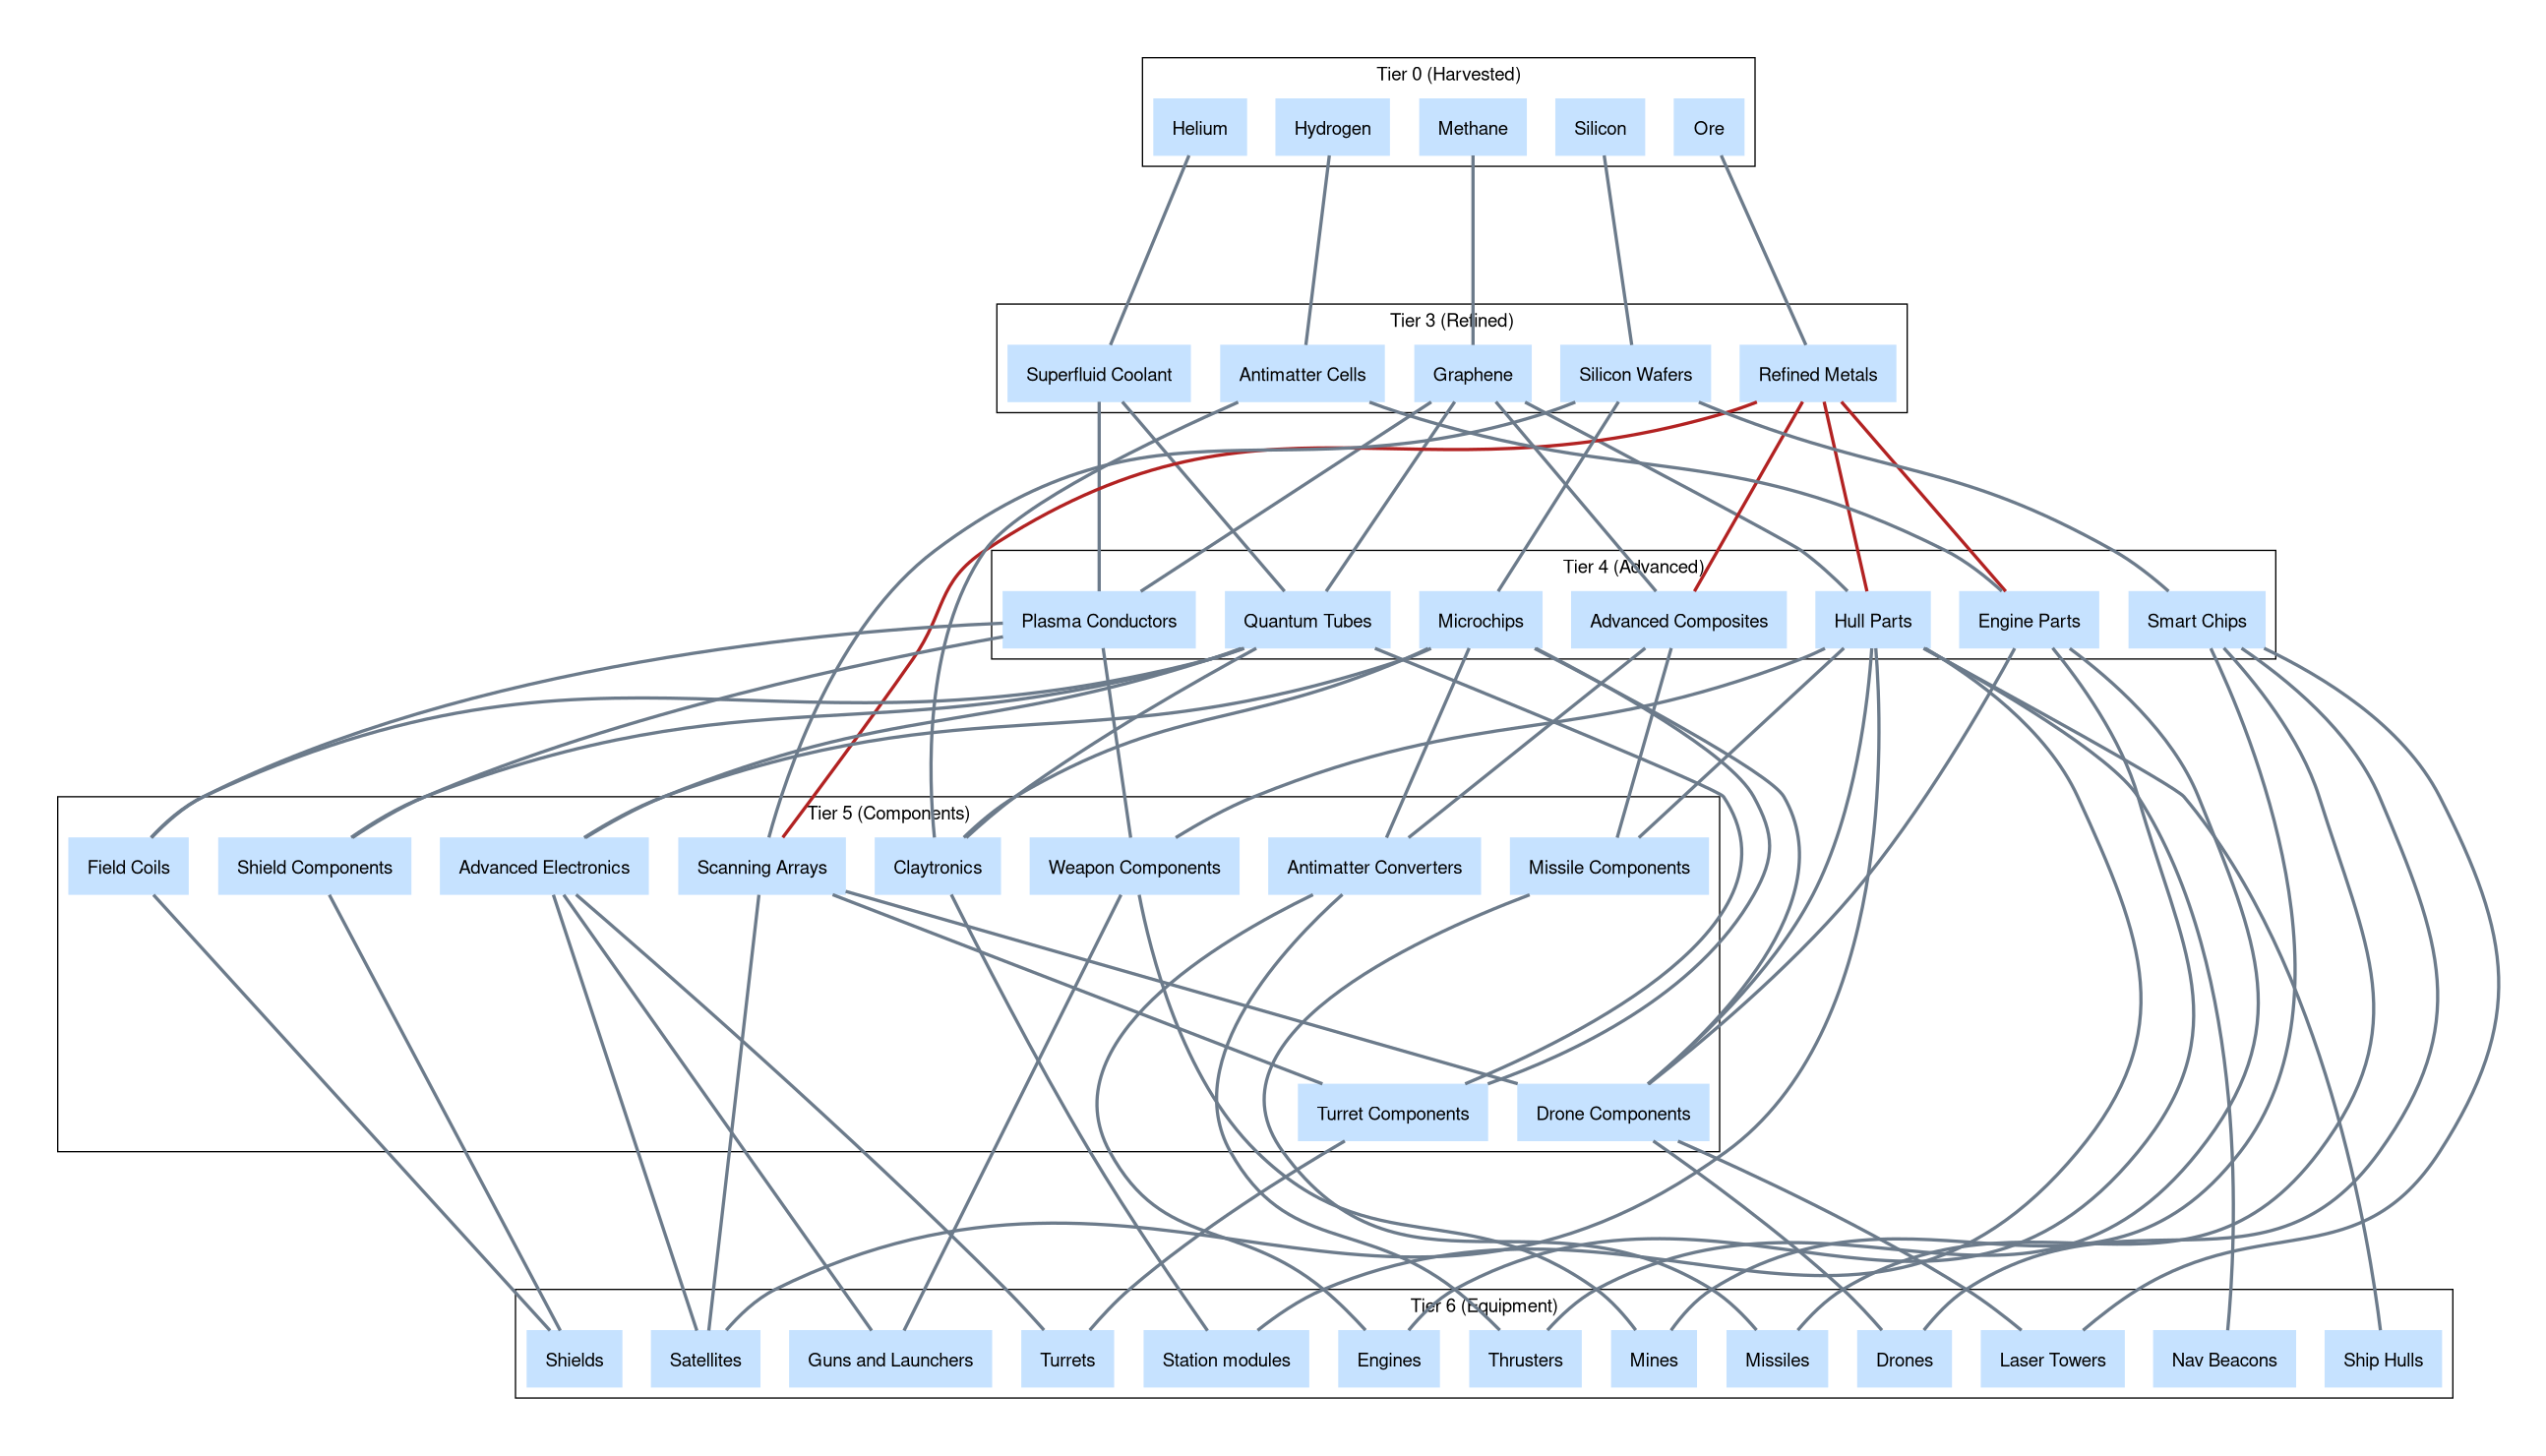 Tier 0 (Harvested)
Helium
Hydrogen
Methane
Silicon
Ore
Tier 3 (Refined)
Superfluid Coolant
Antimatter Cells
Graphene
Silicon Wafers
Refined Metals
Tier 4 (Advanced)
Plasma Conductors
Quantum Tubes
Microchips
Advanced Composites
Hull Parts
Engine Parts
Smart Chips
Tier 5 (Components)
Field Coils
Shield Components
Advanced Electronics
Scanning Arrays
Claytronics
Weapon Components
Antimatter Converters
Missile Components
Turret Components
Drone Components
Tier 6 (Equipment)
Shields
Satellites
Guns and Launchers
Turrets
Station modules
Engines
Thrusters
Mines
Missiles
Drones
Laser Towers
Nav Beacons
Ship Hulls